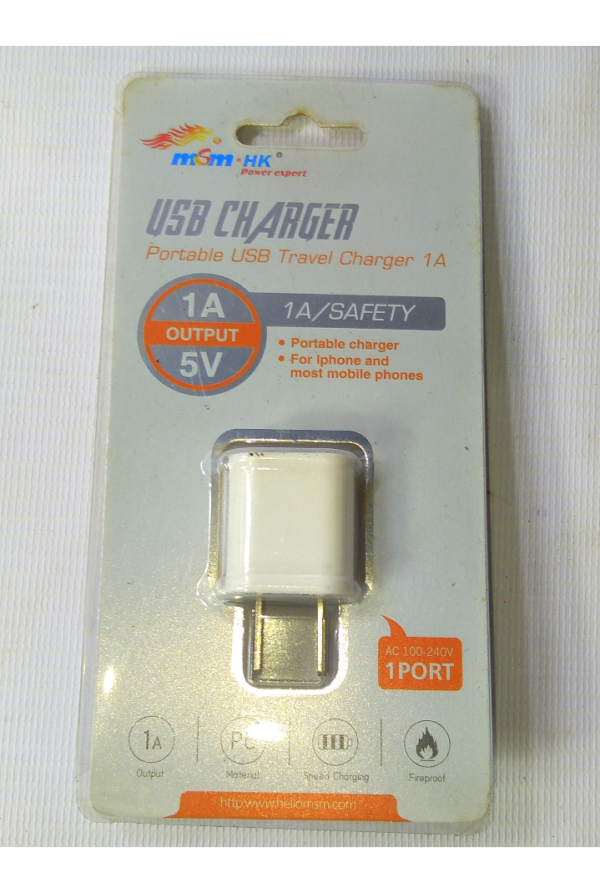 msm·HK®
Power expert
USB CHARGER
Portable USB Travel Charger 1A
1A
OUTPUT
5V
1A/SAFETY
• Portable charger
• For Iphone and
most mobile phones
AC 100-240V
1PORT
1A
PC
Output
Material
Speed Charging
Fireproof
http:www.hellomsm.com